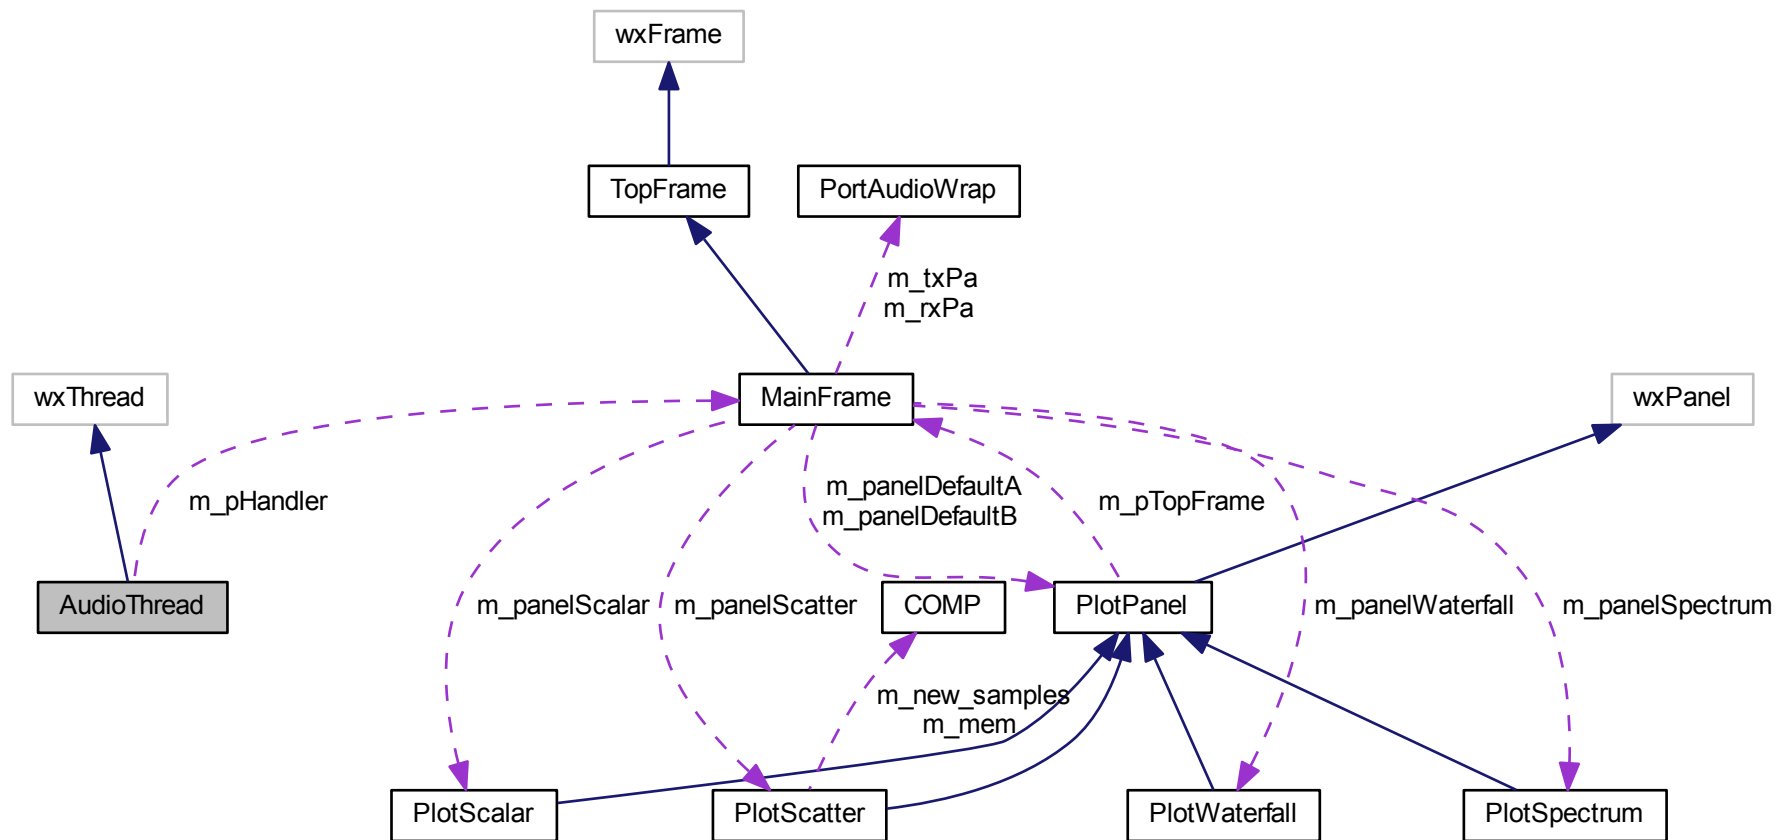 wxFrame
TopFrame
PortAudioWrap
m_txPa
m_rxPa
wxThread
MainFrame
wxPanel
m_pHandler
m_panelDefaultA
m_panelDefaultB
m_pTopFrame
AudioThread
m_panelScalar
m_panelScatter
COMP
PlotPanel
m_panelWaterfall
m_panelSpectrum
m_new_samples
m_mem
PlotScalar
PlotScatter
PlotWaterfall
PlotSpectrum